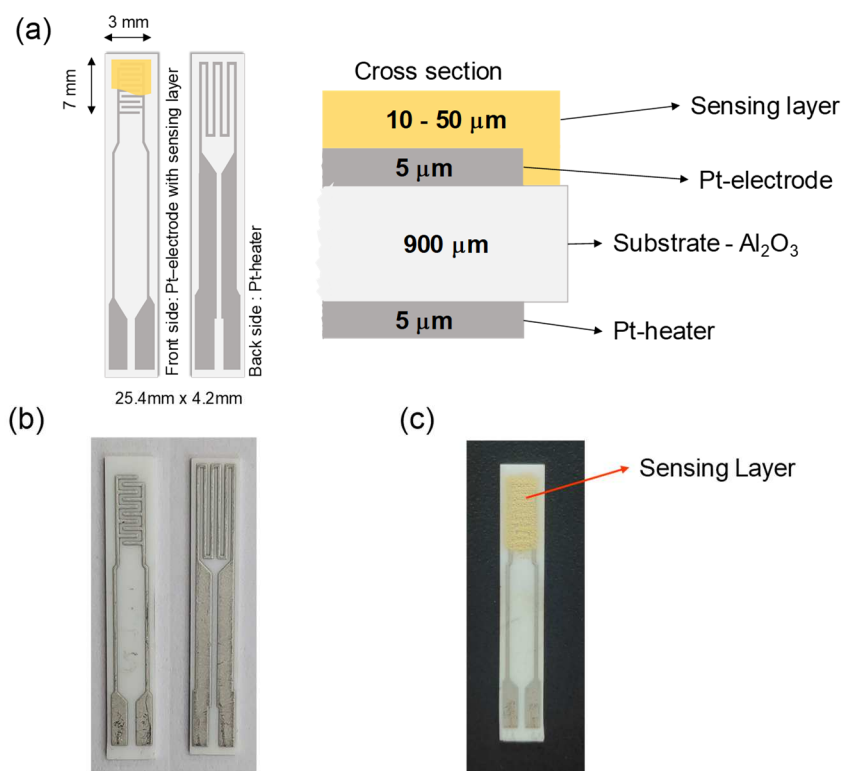 (a)
3 mm
7 mm
Front side: Pt–electrode with sensing layer
Back side : Pt-heater
25.4mm x 4.2mm
Cross section
10 - 50 μm
Sensing layer
5 μm
Pt-electrode
900 μm
Substrate - Al₂O₃
5 μm
Pt-heater
(b)
(c)
Sensing Layer